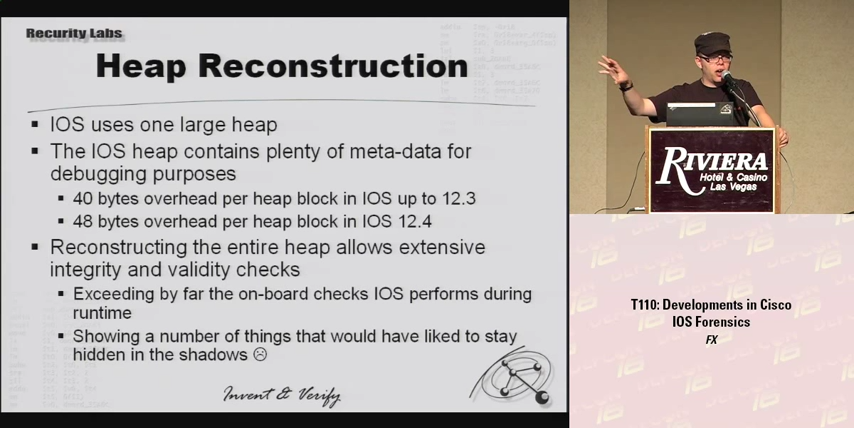 Recurity Labs
Heap Reconstruction
▪ IOS uses one large heap
▪ The IOS heap contains plenty of meta-data for
debugging purposes
▪ 40 bytes overhead per heap block in IOS up to 12.3
▪ 48 bytes overhead per heap block in IOS 12.4
▪ Reconstructing the entire heap allows extensive
integrity and validity checks
▪ Exceeding by far the on-board checks IOS performs during
runtime
▪ Showing a number of things that would have liked to stay
hidden in the shadows ☹
Invent & Verify
RIVIERA
Hotel & Casino
Las Vegas
T110: Developments in Cisco
IOS Forensics
FX